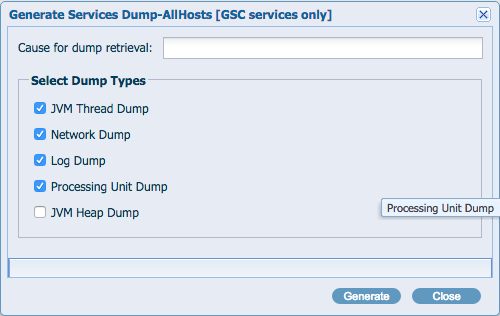 Generate Services Dump-AllHosts [GSC services only]
Cause for dump retrieval:
Select Dump Types
JVM Thread Dump
Network Dump
Log Dump
Processing Unit Dump
JVM Heap Dump
Processing Unit Dump
Generate
Close